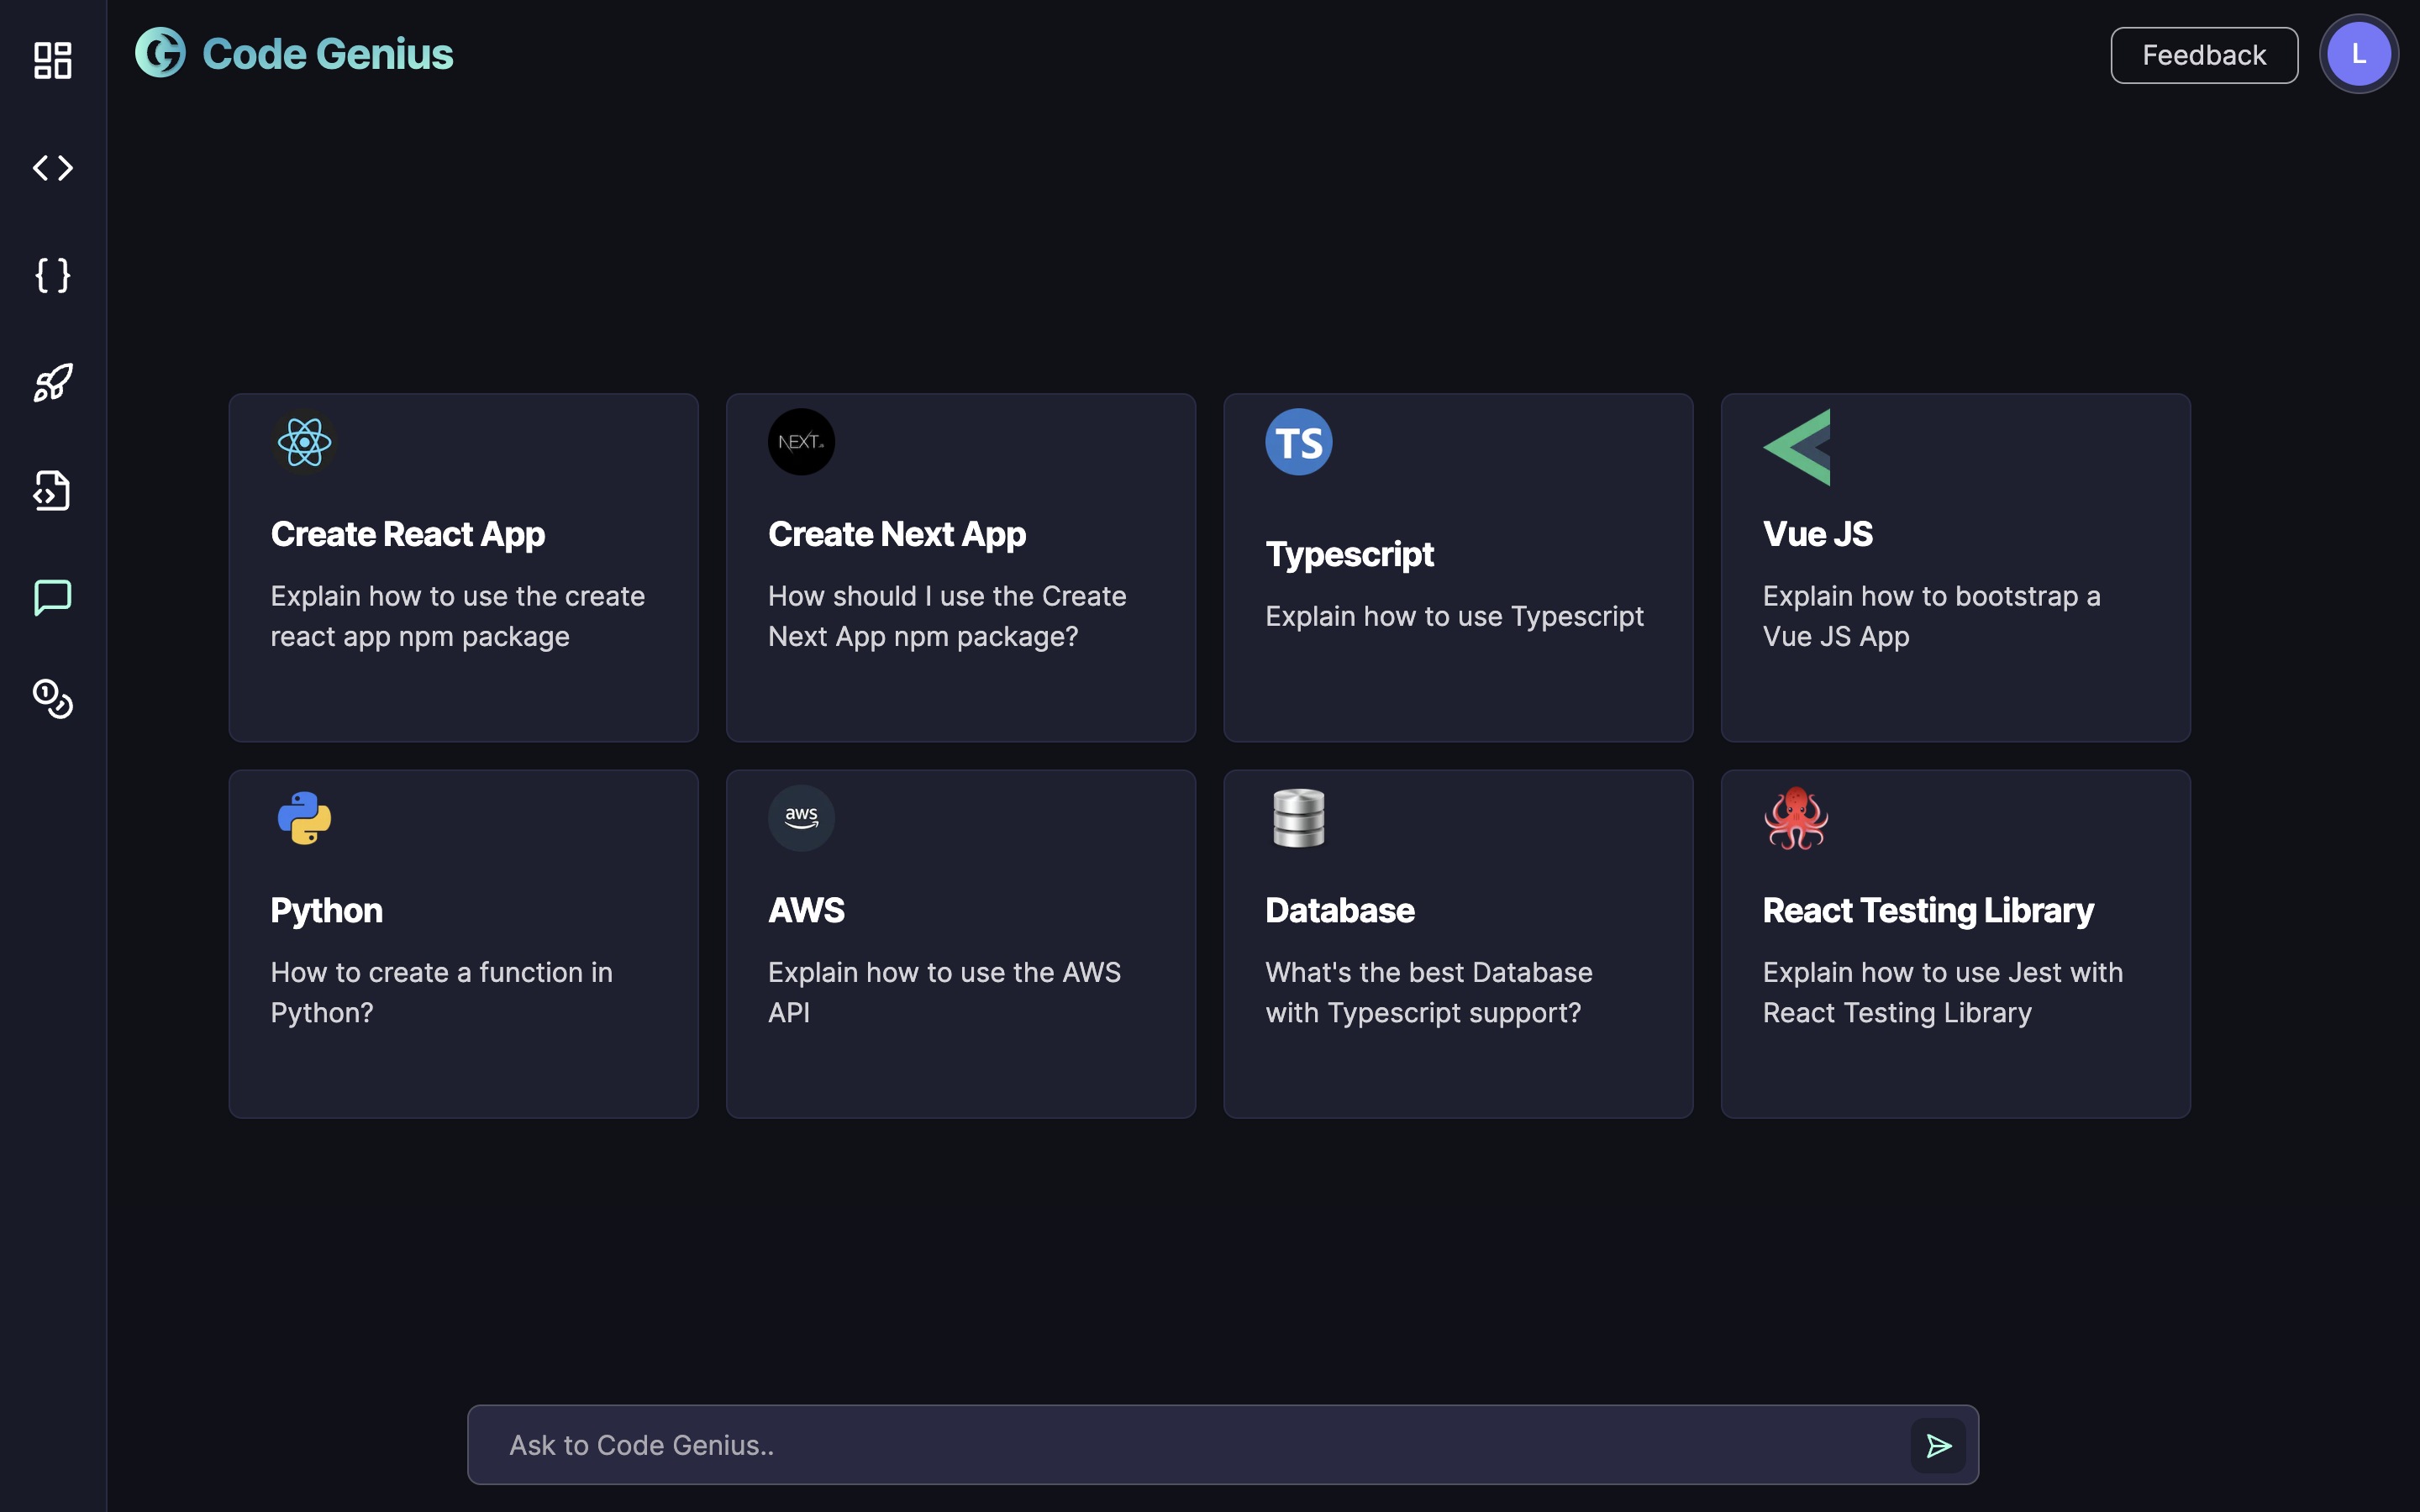 Code Genius
Feedback
L
NEXT.JS
TS
Create React App
Explain how to use the create
react app npm package
Create Next App
How should I use the Create
Next App npm package?
Typescript
Explain how to use Typescript
Vue JS
Explain how to bootstrap a
Vue JS App
aws
Python
How to create a function in
Python?
AWS
Explain how to use the AWS
API
Database
What's the best Database
with Typescript support?
React Testing Library
Explain how to use Jest with
React Testing Library
Ask to Code Genius..